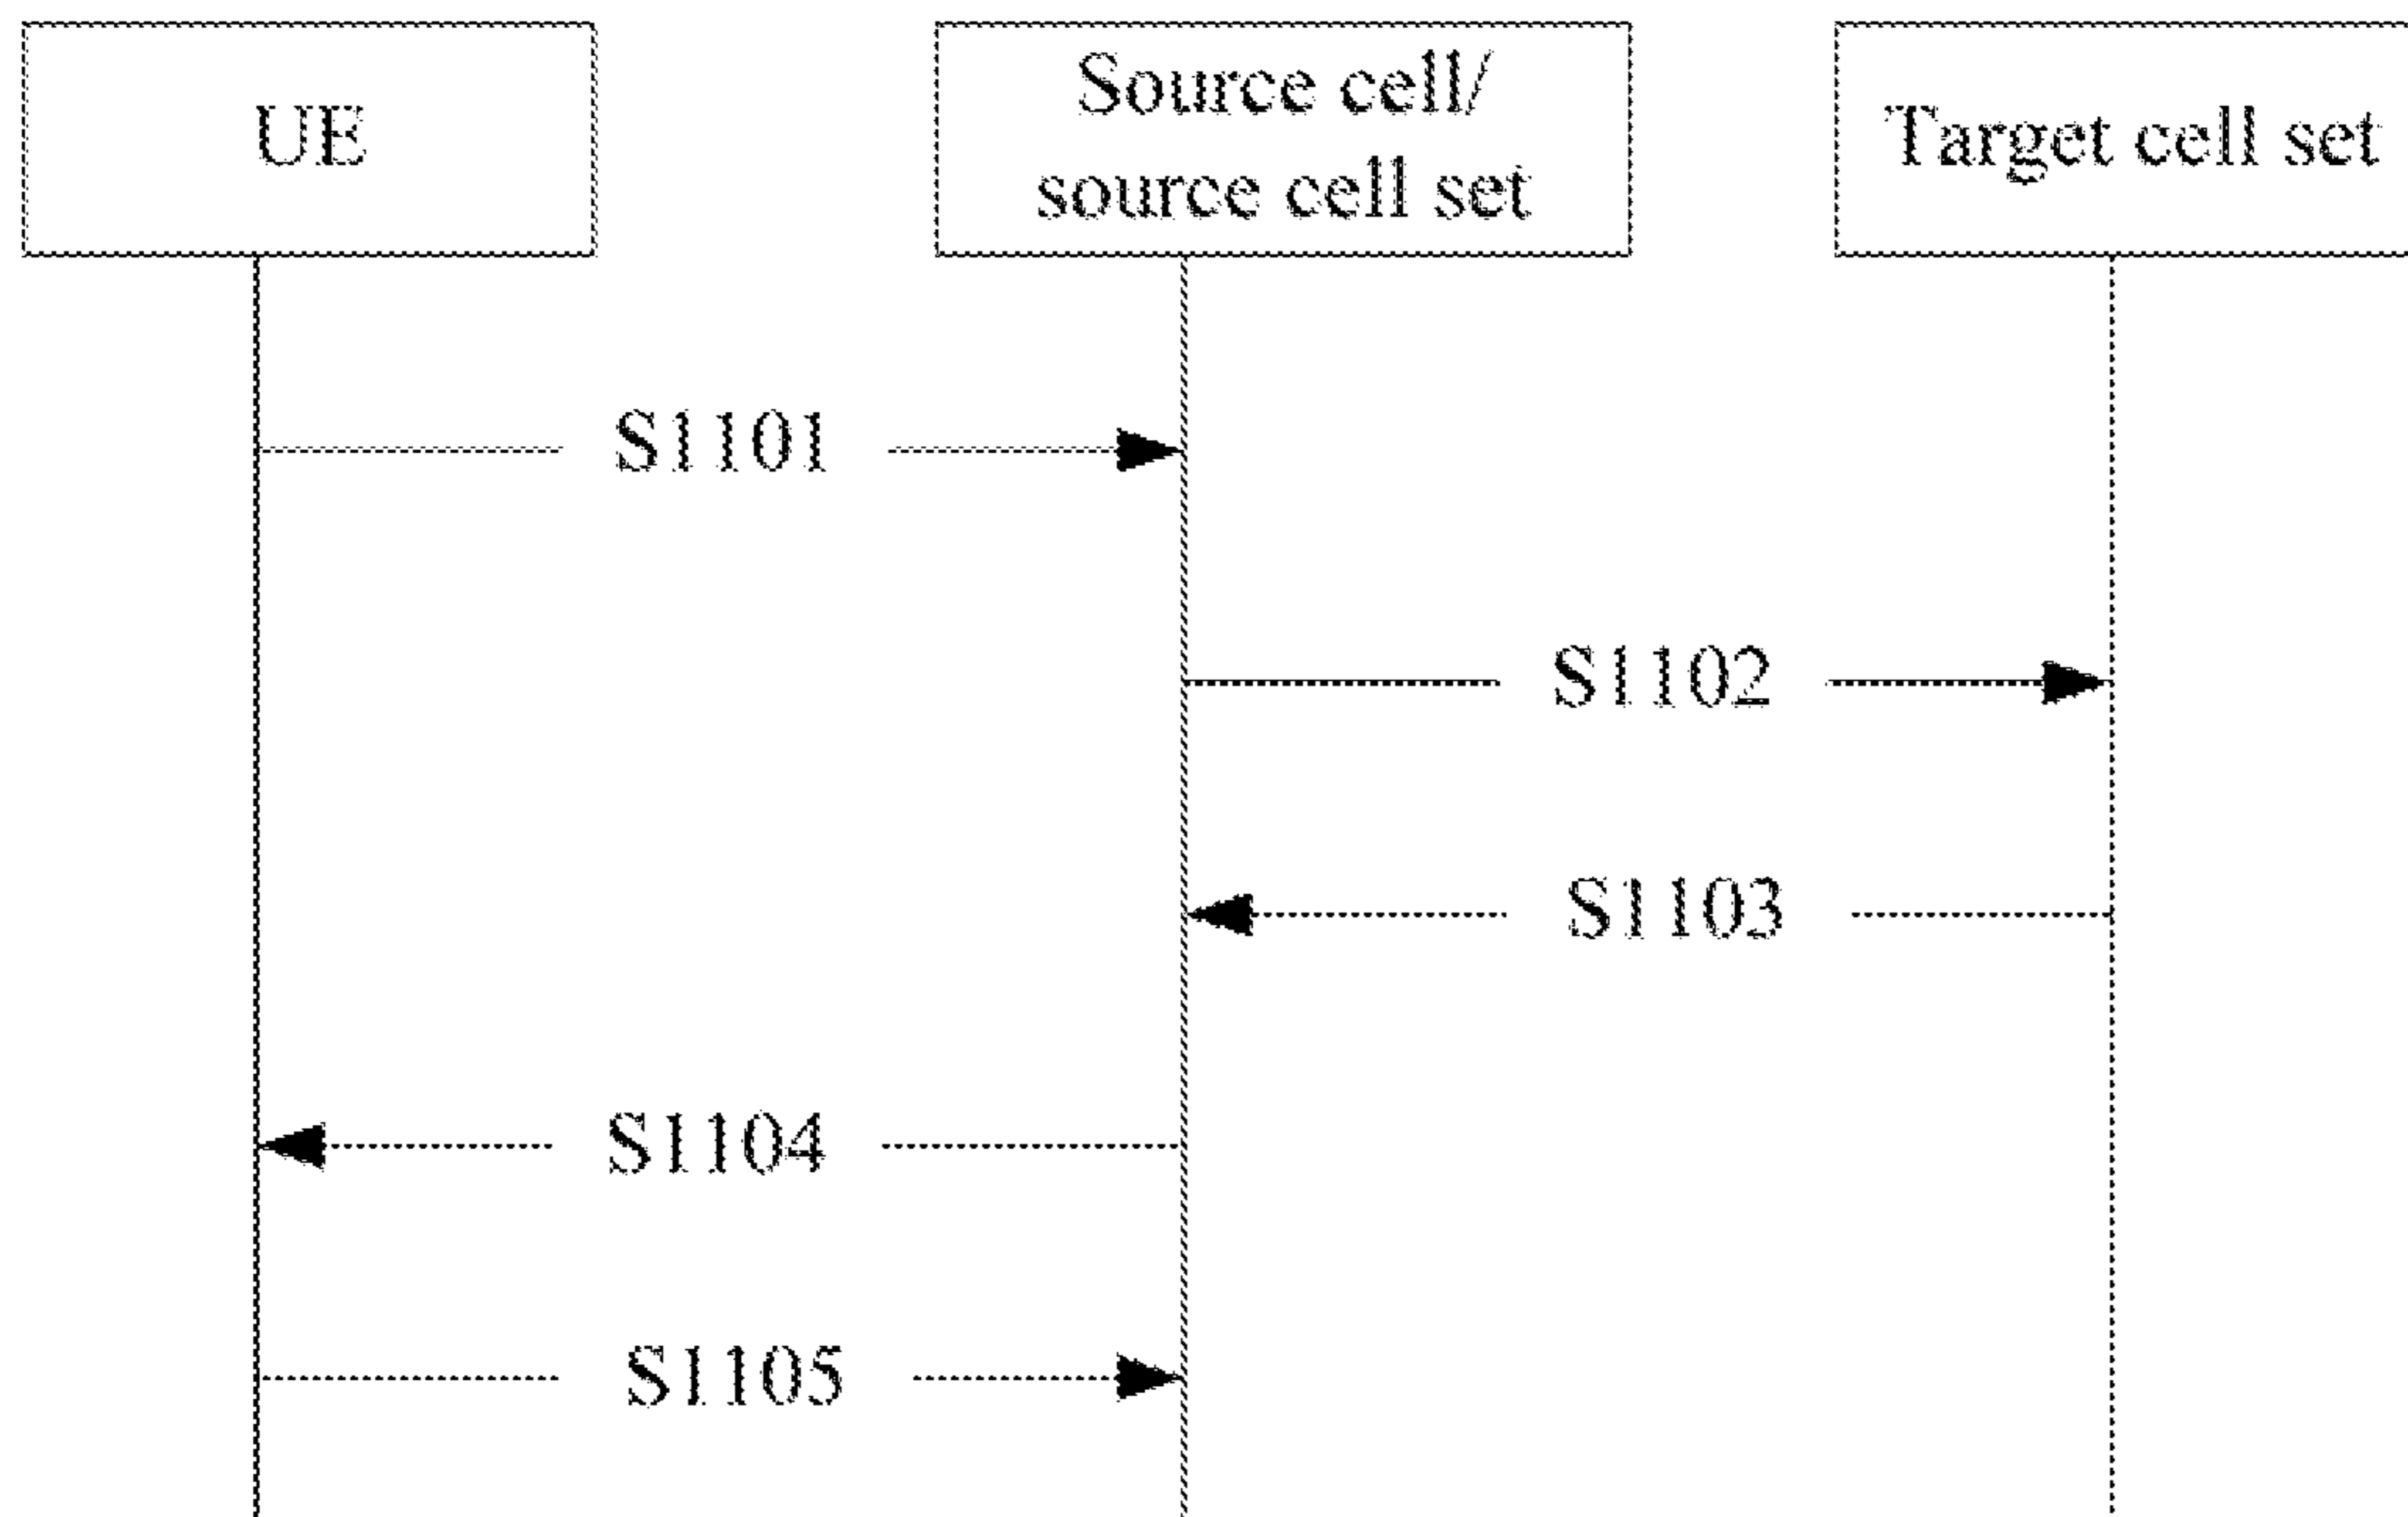 UE
Source cell/
source cell set
Target cell set
S1101
S1102
S1103
S1104
S1105